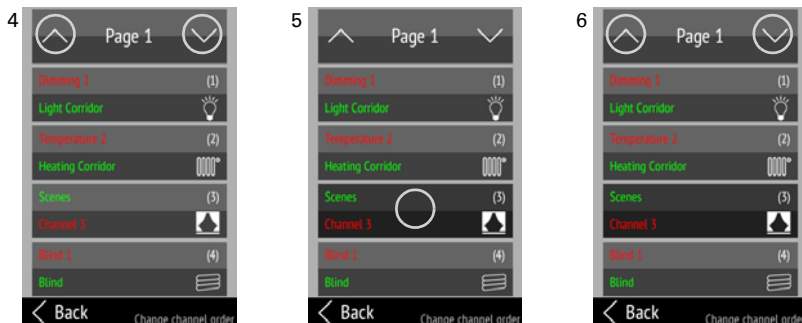 4
Page 1
Dimming 1 (1)
Light Corridor
Temperature 2 (2)
Heating Corridor
Scenes (3)
Channel 3
Blind 1 (4)
Blind
Back Change channel order
5
Page 1
Dimming 1 (1)
Light Corridor
Temperature 2 (2)
Heating Corridor
Scenes (3)
Channel 3
Blind 1 (4)
Blind
Back Change channel order
6
Page 1
Dimming 1 (1)
Light Corridor
Temperature 2 (2)
Heating Corridor
Scenes (3)
Channel 3
Blind 1 (4)
Blind
Back Change channel order